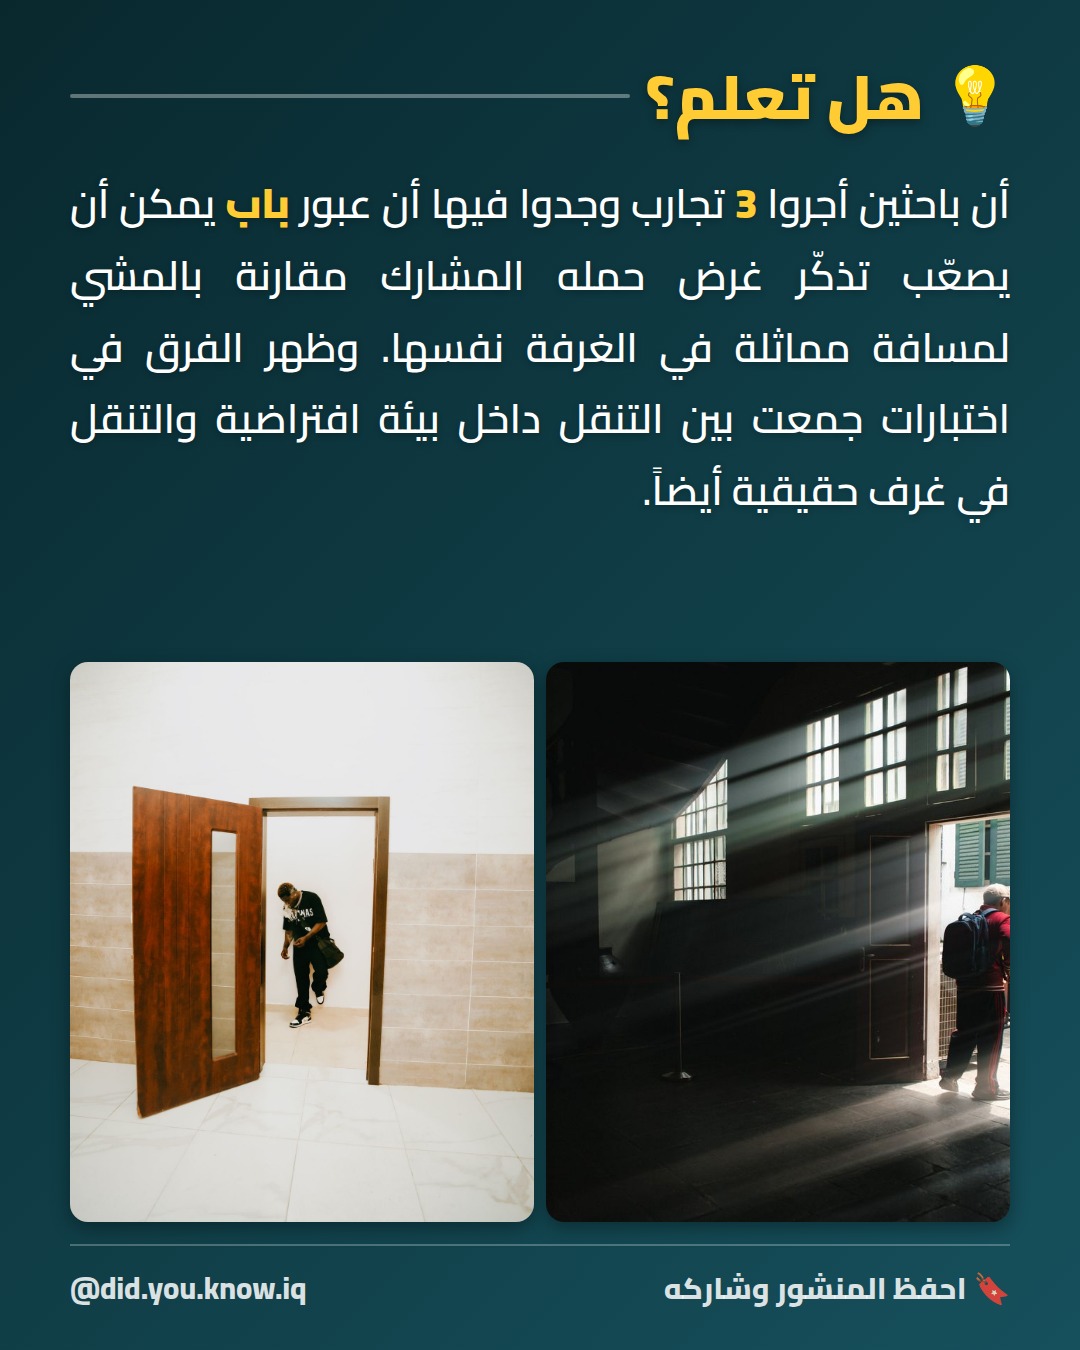 هل تعلم؟
أن باحثين أجروا 3 تجارب وجدوا فيها أن عبور باب يمكن أن
يصعّب تذكّر غرض حمله المشارك مقارنة بالمشي
لمسافة مماثلة في الغرفة نفسها. وظهر الفرق في
اختبارات جمعت بين التنقل داخل بيئة افتراضية والتنقل
في غرف حقيقية أيضاً.
احفظ المنشور وشاركه
@did.you.know.iq